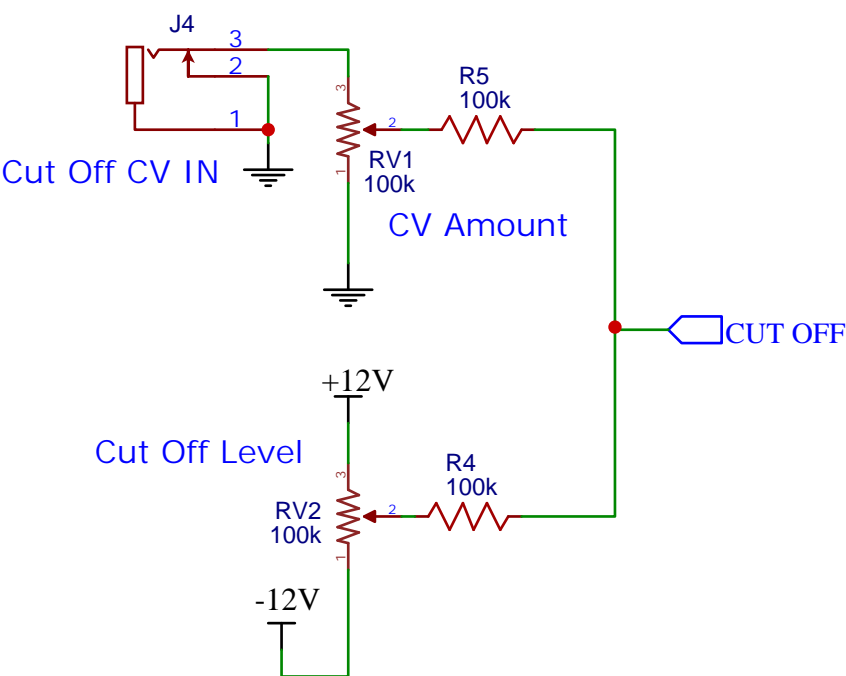 J4
3
2
1
Cut Off CV IN
3
2
1
RV1
100k
R5
100k
CV Amount
CUT OFF
+12V
Cut Off Level
3
2
1
RV2
100k
R4
100k
-12V